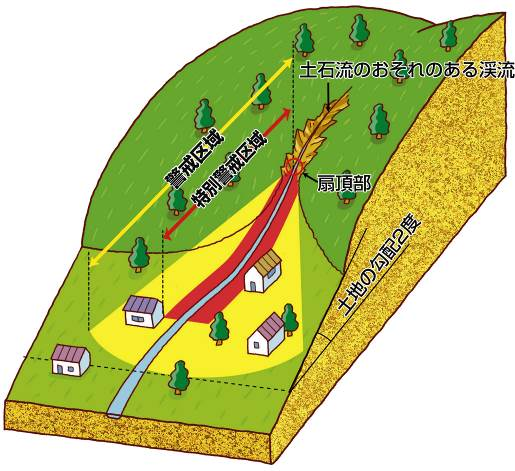 土石流のおそれのある渓流
警戒区域
特別警戒区域
扇頂部
土地の勾配2度